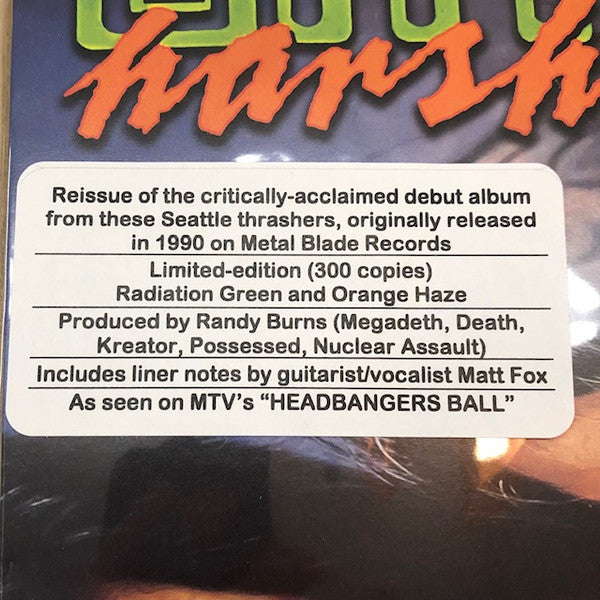 harsh
Reissue of the critically-acclaimed debut album
from these Seattle thrashers, originally released
in 1990 on Metal Blade Records
Limited-edition (300 copies)
Radiation Green and Orange Haze
Produced by Randy Burns (Megadeth, Death,
Kreator, Possessed, Nuclear Assault)
Includes liner notes by guitarist/vocalist Matt Fox
As seen on MTV's “HEADBANGERS BALL”